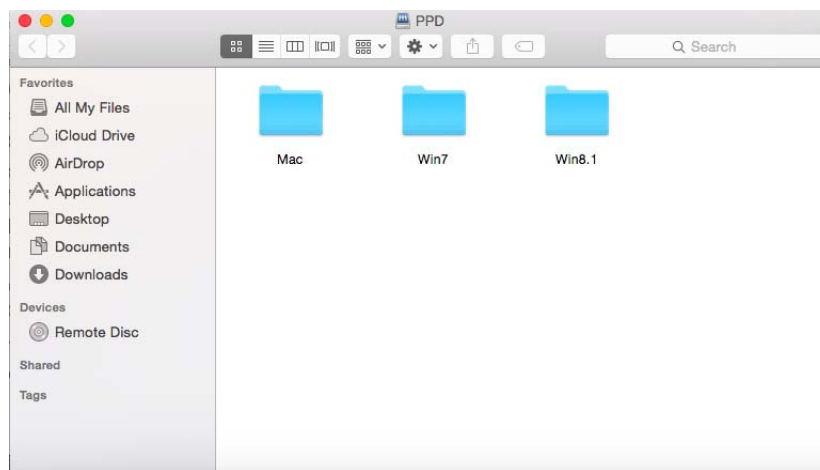 PPD
Search
Favorites
All My Files
iCloud Drive
AirDrop
Applications
Desktop
Documents
Downloads
Devices
Remote Disc
Shared
Tags
Mac Win7 Win8.1